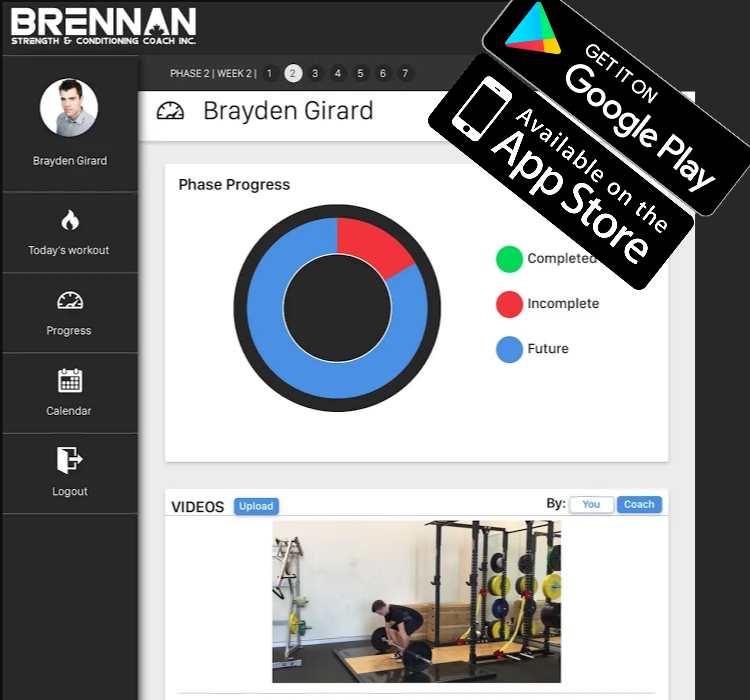 BRENNAN
STRENGTH & CONDITIONING COACH INC.
PHASE 2 | WEEK 2 | 1 2 3 4 5 6 7
GET IT ON
Google Play
Available on the
App Store
Brayden Girard
Brayden Girard
Today's workout
Progress
Calendar
Logout
Phase Progress
Completed
Incomplete
Future
VIDEOS
Upload
By: You Coach